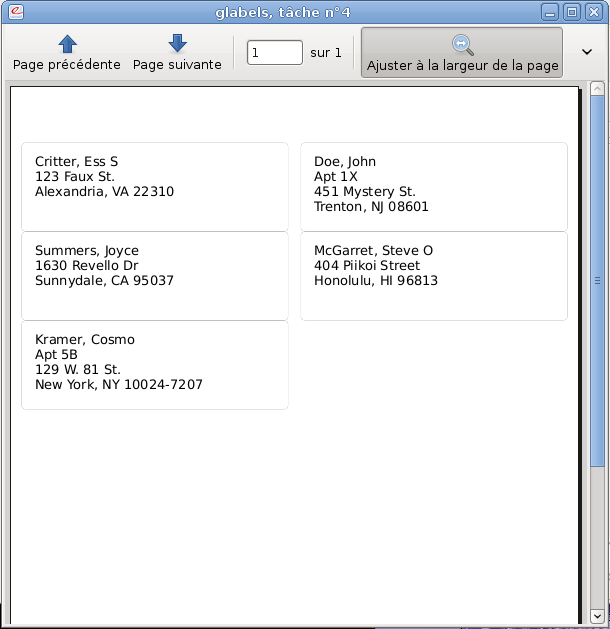 glabels, tâche n°4
Page précédente
Page suivante
1
sur 1
Ajuster à la largeur de la page
Critter, Ess S
123 Faux St.
Alexandria, VA 22310
Doe, John
Apt 1X
451 Mystery St.
Trenton, NJ 08601
Summers, Joyce
1630 Revello Dr
Sunnydale, CA 95037
McGarret, Steve O
404 Piikoi Street
Honolulu, HI 96813
Kramer, Cosmo
Apt 5B
129 W. 81 St.
New York, NY 10024-7207